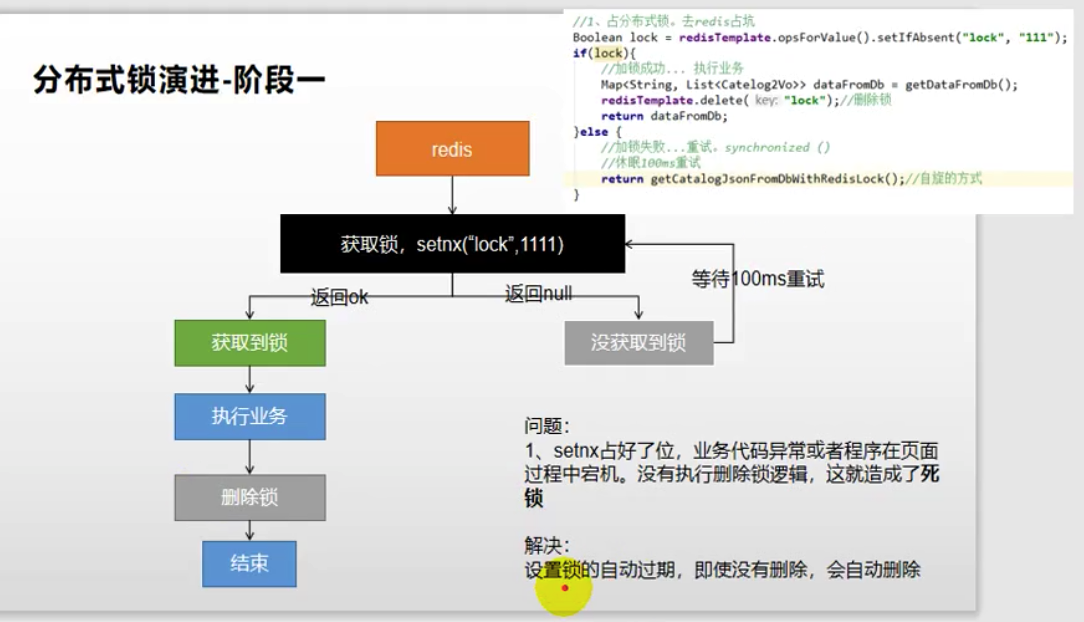 //1、占分布式锁。去redis占坑
Boolean lock = redisTemplate.opsForValue().setIfAbsent("lock", "111");
if(lock){
//加锁成功... 执行业务
Map<String, List<Catelog2Vo>> dataFromDb = getDataFromDb();
redisTemplate.delete( key: "lock");//删除锁
return dataFromDb;
}else {
//加锁失败...重试。synchronized ()
//休眠100ms重试
return getCatalogJsonFromDbWithRedisLock();//自旋的方式
}
分布式锁演进-阶段一
redis
获取锁，setnx(“lock”,1111)
等待100ms重试
返回ok
返回null
获取到锁
没获取到锁
执行业务
删除锁
结束
问题：
1、setnx占好了位，业务代码异常或者程序在页面
过程中宕机。没有执行删除锁逻辑，这就造成了死
锁
解决：
设置锁的自动过期，即使没有删除，会自动删除